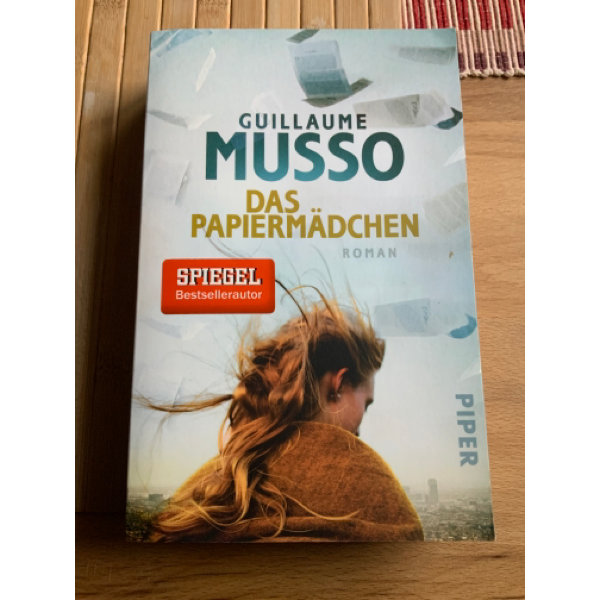 GUILLAUME
MUSSO
DAS
PAPIERMÄDCHEN
ROMAN
SPIEGEL
Bestsellerautor
PIPER